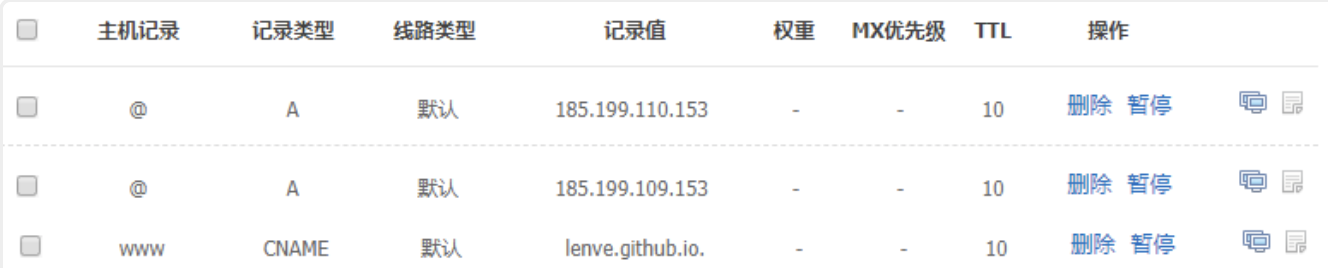 主机记录 记录类型 线路类型 记录值 权重 MX优先级 TTL 操作
@ A 默认 185.199.110.153 - - 10 删除 暂停
@ A 默认 185.199.109.153 - - 10 删除 暂停
www CNAME 默认 lenve.github.io. - - 10 删除 暂停